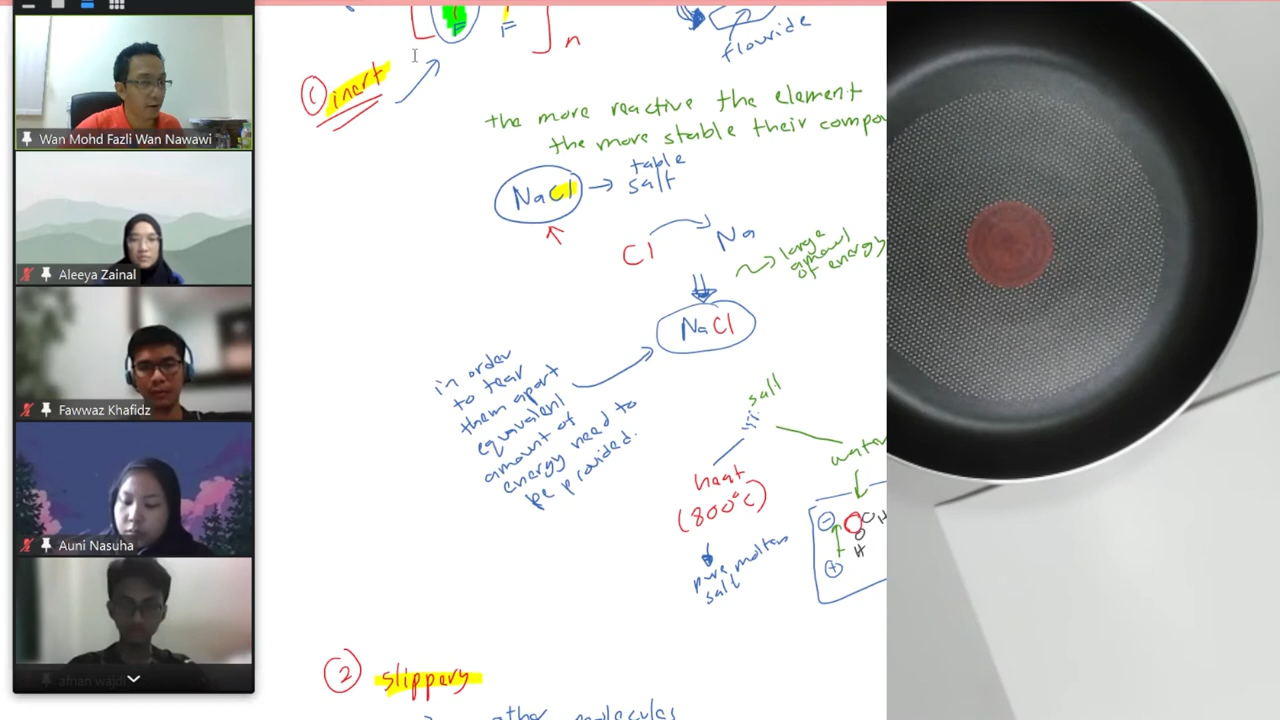 Wan Mohd Fazli Wan Nawawi
Aleeya Zainal
Fawwaz Khafidz
Auni Nasuha
afnan wajdi
F
F
n
flouride
1 inert
the more reactive the element
the more stable their compo
NaCl
table
salt
Cl
Na
large
amount
of energy
NaCl
in order
to tear
them apart
equivalent
amount of
energy need to
be provided.
salt
heat
(800°C)
water
pure molten
salt
-
O
H
O
H
+
2 slippery
other molecules